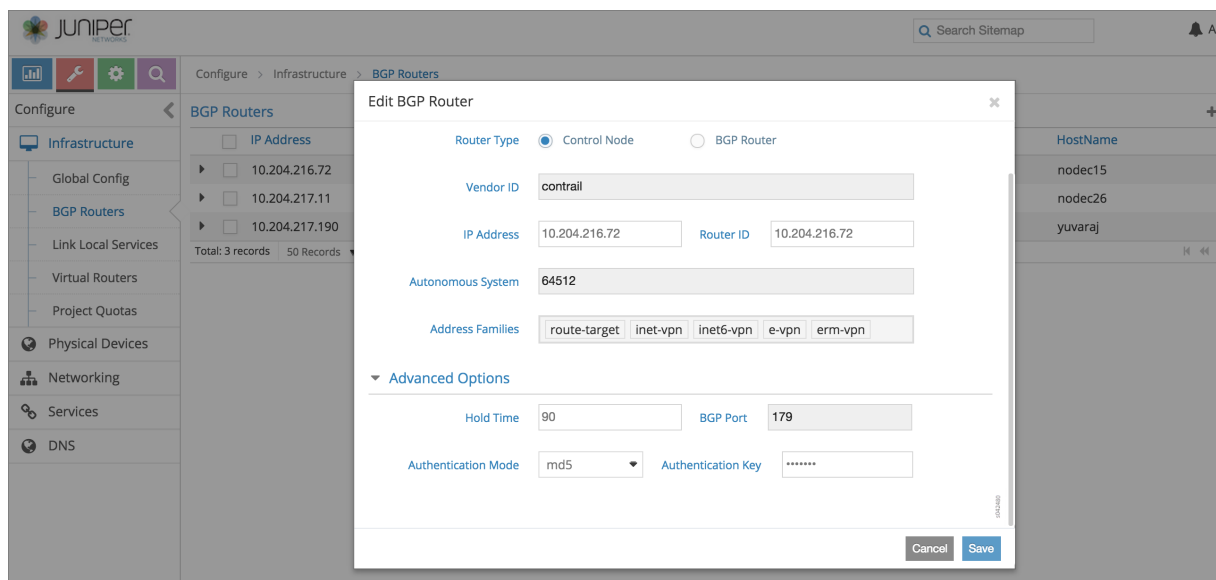 JUNIPER
NETWORKS
Search Sitemap
A
Configure > Infrastructure > BGP Routers
Configure
BGP Routers
Edit BGP Router
Infrastructure
IP Address
HostName
Router Type Control Node BGP Router
Global Config
10.204.216.72
nodec15
Vendor ID contrail
BGP Routers
10.204.217.11
nodec26
10.204.217.190
yuvaraj
IP Address 10.204.216.72 Router ID 10.204.216.72
Link Local Services
Total: 3 records 50 Records
Virtual Routers
Autonomous System 64512
Project Quotas
Address Families route-target inet-vpn inet6-vpn e-vpn erm-vpn
Physical Devices
Networking
Advanced Options
Services
Hold Time 90 BGP Port 179
DNS
Authentication Mode md5 Authentication Key •••••••
s042480
Cancel Save